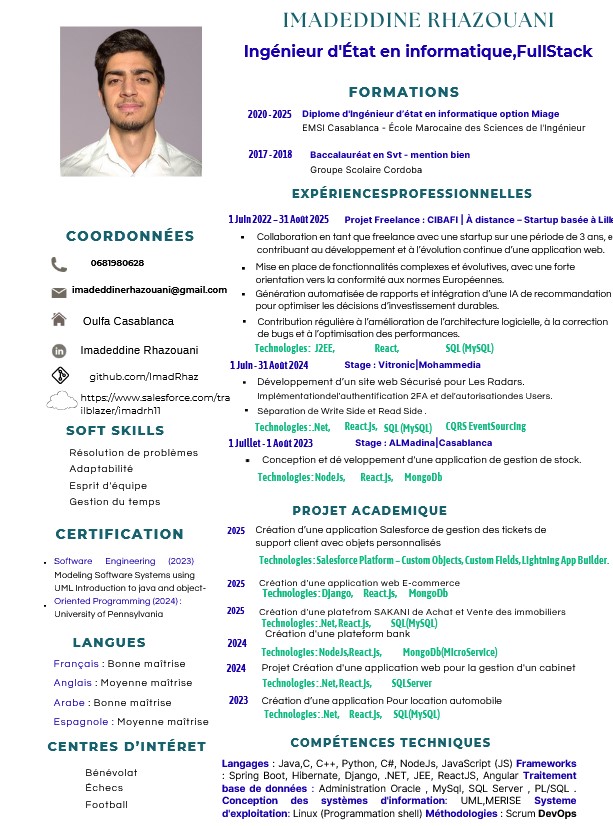 IMADEDDINE RHAZOUANI
Ingénieur d'État en informatique,FullStack
FORMATIONS
2020-2025 Diplome d'Ingénieur d'état en informatique option Miage
EMSI Casablanca - École Marocaine des Sciences de l'Ingénieur
2017-2018 Baccalauréat en Svt - mention bien
Groupe Scolaire Cordoba
EXPÉRIENCESPROFESSIONNELLES
1 Juin 2022 – 31 Août 2025 Projet Freelance : CIBAFI | À distance – Startup basée à Lille
• Collaboration en tant que freelance avec une startup sur une période de 3 ans, e
contribuant au développement et à l'évolution continue d'une application web.
• Mise en place de fonctionnalités complexes et évolutives, avec une forte
orientation vers la conformité aux normes Européennes.
• Génération automatisée de rapports et intégration d'une IA de recommandation
pour optimiser les décisions d'investissement durables.
• Contribution régulière à l'amélioration de l'architecture logicielle, à la correction
de bugs et à l'optimisation des performances.
Technologies : J2EE, React, SQL (MySQL)
1 Juin - 31 Août 2024 Stage : Vitronic|Mohammedia
• Développement d'un site web Sécurisé pour Les Radars.
Implémentationdel'authentification 2FA et del'autorisationdes Users.
• Séparation de Write Side et Read Side .
Technologies : .Net, React.js, SQL (MySQL) CQRS EventSourcing
1 Juillet - 1 Août 2023 Stage : ALMadina|Casablanca
• Conception et dé veloppement d'une application de gestion de stock.
Technologies : NodeJs, React.js, MongoDb
PROJET ACADEMIQUE
2025 Création d'une application Salesforce de gestion des tickets de
support client avec objets personnalisés
Technologies : Salesforce Platform – Custom Objects, Custom Fields, Lightning App Builder.
2025 Création d'une application web E-commerce
Technologies : Django, React.js, MongoDb
2025 Création d'une platefrom SAKANI de Achat et Vente des immobiliers
Technologies : .Net, React.js, SQL(MySQL)
2024 Création d'une plateform bank
Technologies : NodeJs,React.js, MongoDb(MicroService)
2024 Projet Création d'une application web pour la gestion d'un cabinet
Technologies : .Net, React.js, SQLServer
2023 Création d'une application Pour location automobile
Technologies : .Net, React.js, SQL(MySQL)
COMPÉTENCES TECHNIQUES
Langages : Java,C, C++, Python, C#, NodeJs, JavaScript (JS) Frameworks
: Spring Boot, Hibernate, Django, .NET, JEE, ReactJS, Angular Traitement
base de données : Administration Oracle , MySql, SQL Server , PL/SQL .
Conception des systèmes d'information: UML,MERISE Systeme
d'exploitation: Linux (Programmation shell) Méthodologies : Scrum DevOps
COORDONNÉES
0681980628
imadeddinerhazouani@gmail.com
Oulfa Casablanca
in Imadeddine Rhazouani
github.com/ImadRhaz
https://www.salesforce.com/tra
ilblazer/imadrh11
SOFT SKILLS
Résolution de problèmes
Adaptabilité
Esprit d'équipe
Gestion du temps
CERTIFICATION
• Software Engineering (2023)
Modeling Software Systems using
UML Introduction to java and object-
• Oriented Programming (2024) :
University of Pennsylvania
LANGUES
Français : Bonne maîtrise
Anglais : Moyenne maîtrise
Arabe : Bonne maîtrise
Espagnole : Moyenne maîtrise
CENTRES D'INTÉRET
Bénévolat
Échecs
Football